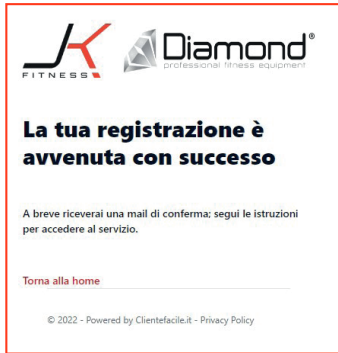 JK
FITNESS
Diamond®
professional fitness equipment
La tua registrazione è
avvenuta con successo
A breve riceverai una mail di conferma; segui le istruzioni
per accedere al servizio.
Torna alla home
© 2022 - Powered by Clientefacile.it - Privacy Policy